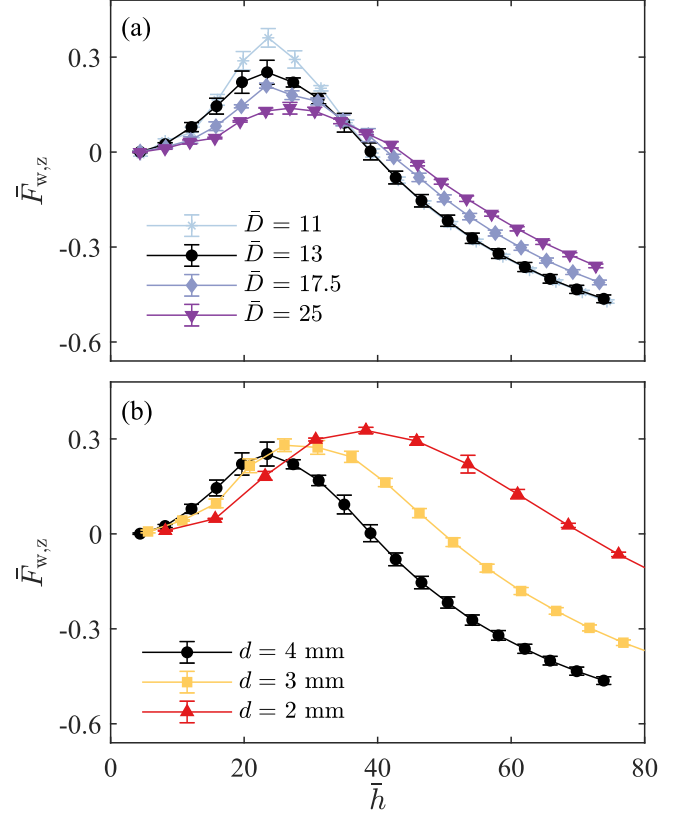 (a)
0.3
0
-0.3
-0.6
F̄w,z
D̄ = 11
D̄ = 13
D̄ = 17.5
D̄ = 25
(b)
0.3
0
-0.3
-0.6
F̄w,z
d = 4 mm
d = 3 mm
d = 2 mm
0 20 40 60 80
h̄